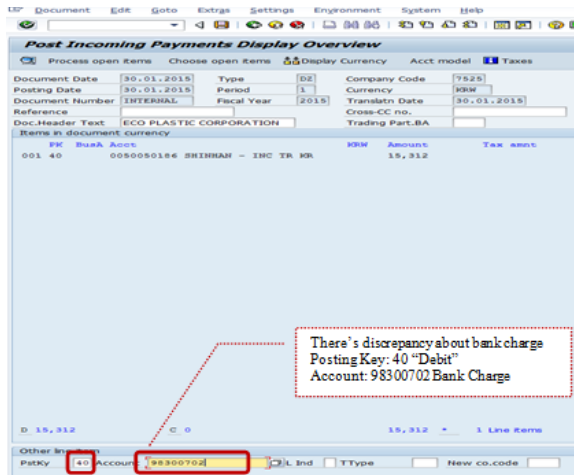 Document Edit Goto Extras Settings Environment System Help
Post Incoming Payments Display Overview
Process open items Choose open items Display Currency Acct model Taxes
Document Date 30.01.2015 Type DZ Company Code 7525
Posting Date 30.01.2015 Period 1 Currency KRW
Document Number INTERNAL Fiscal Year 2015 Translatn Date 30.01.2015
Reference Cross-CC no.
Doc.Header Text ECO PLASTIC CORPORATION Trading Part.BA
Items in document currency
PK BusA Acct KRW Amount Tax amnt
001 40 0050050186 SHINHAN - INC TR KR 15,312
There's discrepancy about bank charge
Posting Key: 40 “Debit”
Account: 98300702 Bank Charge
D 15,312 C 0 15,312 * 1 Line items
Other line item
PstKy 40 Account 98300702 L Ind TType New co.code